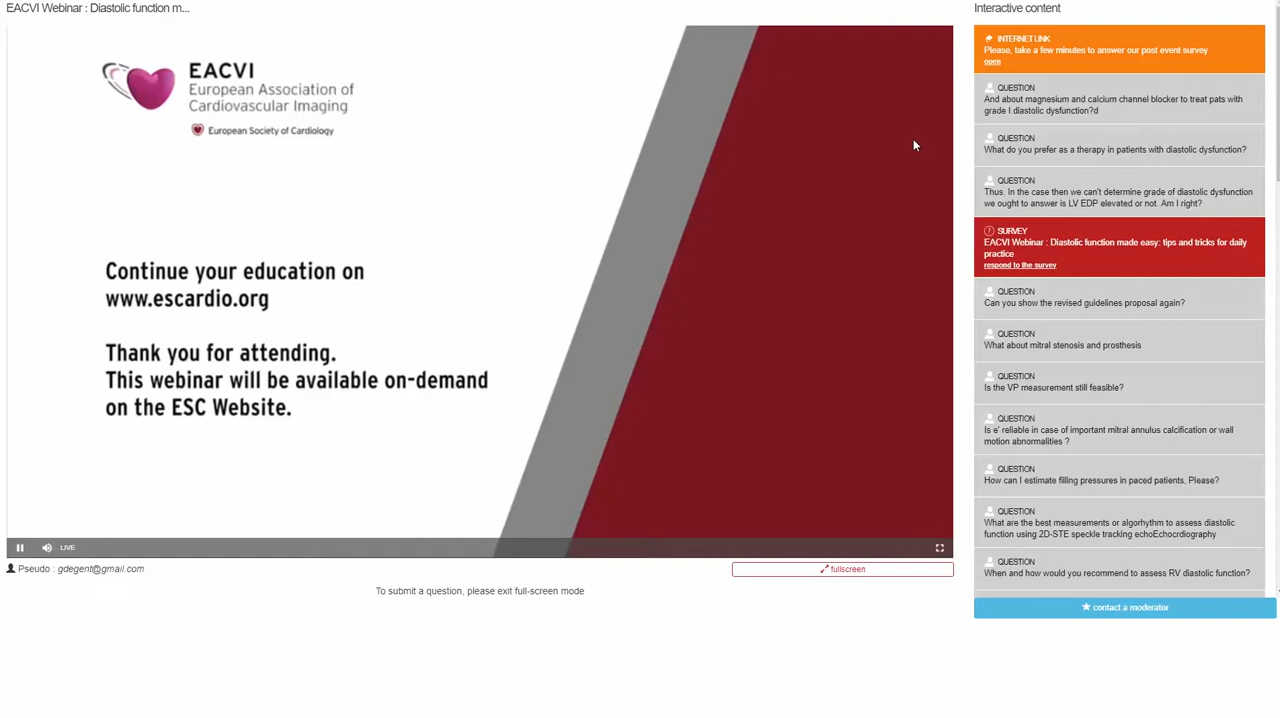 EACVI Webinar : Diastolic function m...
EACVI
European Association of
Cardiovascular Imaging
European Society of Cardiology
Continue your education on
www.escardio.org
Thank you for attending.
This webinar will be available on-demand
on the ESC Website.
LIVE
Pseudo : gdegent@gmail.com
fullscreen
To submit a question, please exit full-screen mode
Interactive content
INTERNET LINK
Please, take a few minutes to answer our post event survey
open
QUESTION
And about magnesium and calcium channel blocker to treat pats with
grade I diastolic dysfunction?d
QUESTION
What do you prefer as a therapy in patients with diastolic dysfunction?
QUESTION
Thus. In the case then we can't determine grade of diastolic dysfunction
we ought to answer is LV EDP elevated or not. Am I right?
SURVEY
EACVI Webinar : Diastolic function made easy: tips and tricks for daily
practice
respond to the survey
QUESTION
Can you show the revised guidelines proposal again?
QUESTION
What about mitral stenosis and prosthesis
QUESTION
Is the VP measurement still feasible?
QUESTION
Is e' reliable in case of important mitral annulus calcification or wall
motion abnormalities ?
QUESTION
How can I estimate filling pressures in paced patients, Please?
QUESTION
What are the best measurements or algorhythm to assess diastolic
function using 2D-STE speckle tracking echoEchocrdiography
QUESTION
When and how would you recommend to assess RV diastolic function?
contact a moderator